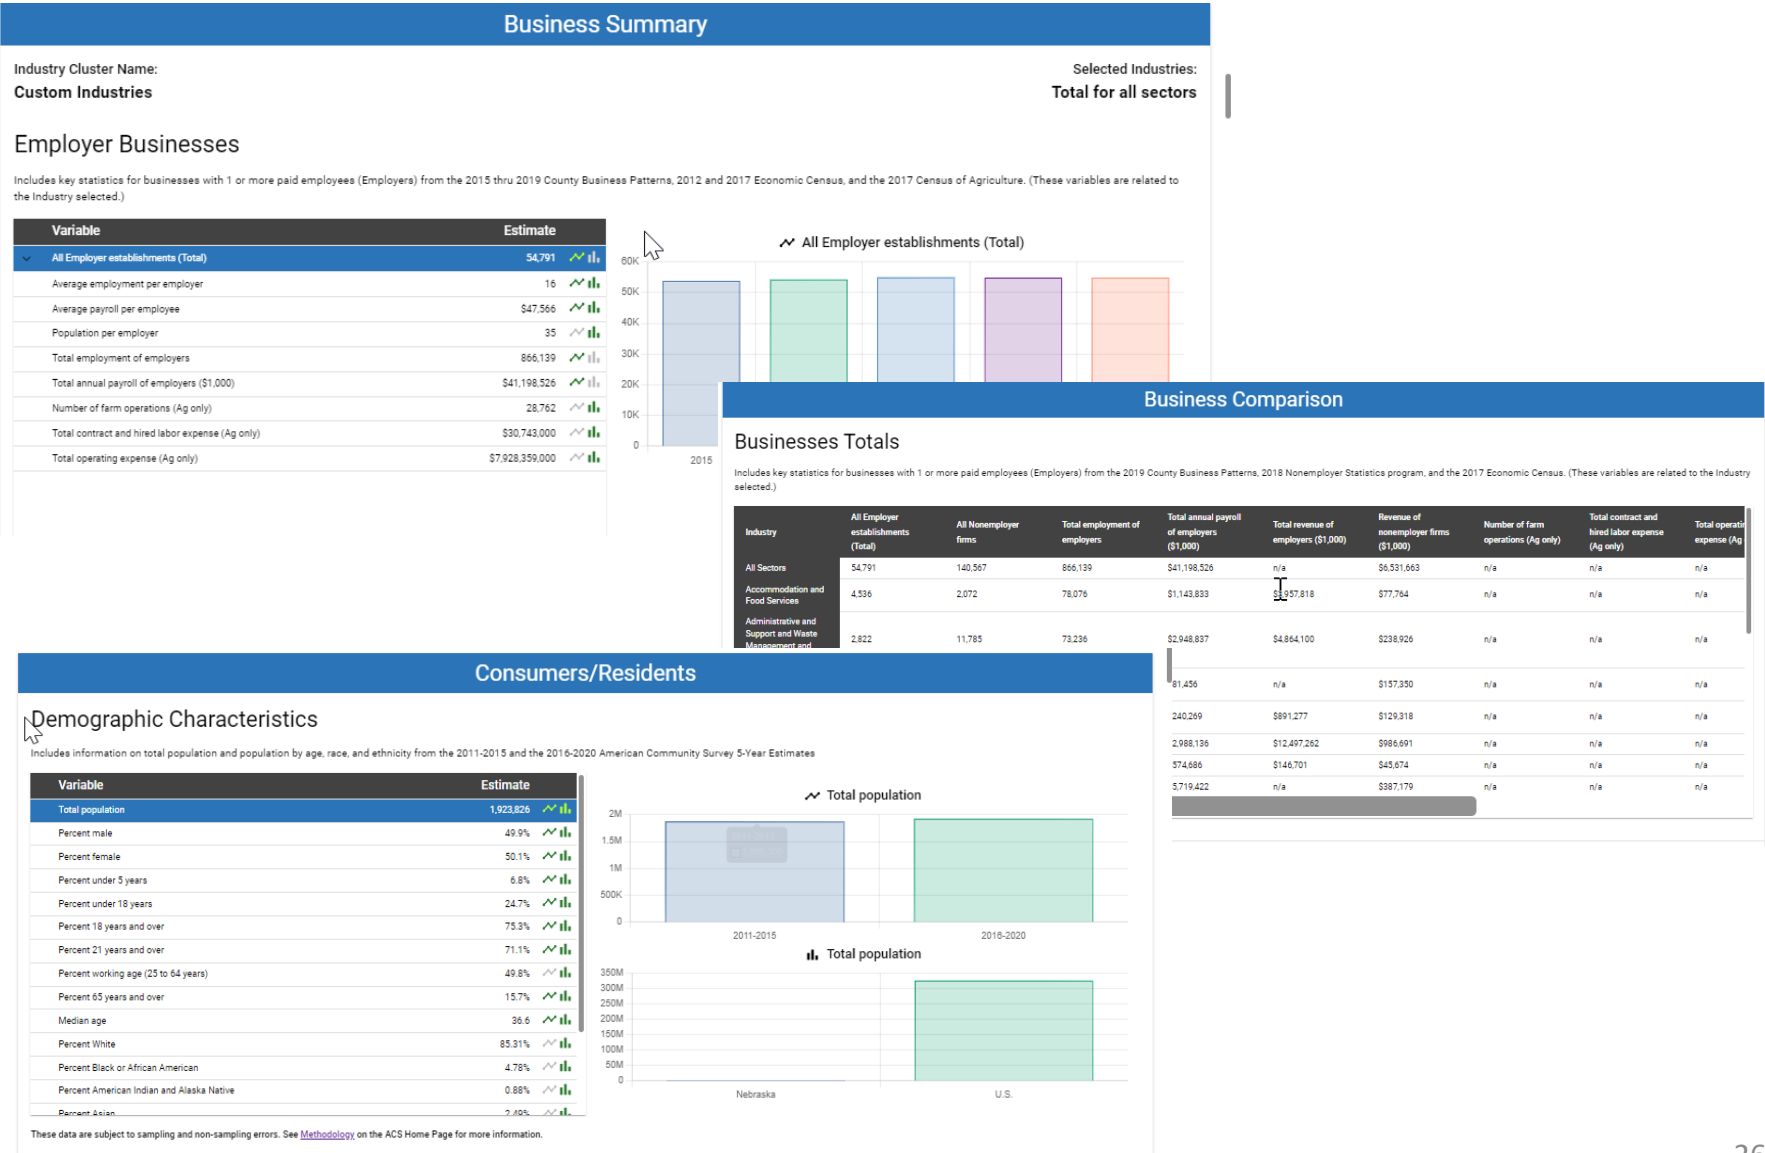 Business Summary
Industry Cluster Name:
Selected Industries:
Custom Industries
Total for all sectors
Employer Businesses
Includes key statistics for businesses with 1 or more paid employees (Employers) from the 2015 thru 2019 County Business Patterns, 2012 and 2017 Economic Census, and the 2017 Census of Agriculture. (These variables are related to
the Industry selected.)
Variable Estimate
All Employer establishments (Total) 54,791
Average employment per employer 16
Average payroll per employee $47,566
Population per employer 35
Total employment of employers 866,139
Total annual payroll of employers ($1,000) $41,198,526
Number of farm operations (Ag only) 28,762
Total contract and hired labor expense (Ag only) $30,743,000
Total operating expense (Ag only) $7,928,359,000
All Employer establishments (Total)
60K
50K
40K
30K
20K
10K
0
2015
Business Comparison
Businesses Totals
Includes key statistics for businesses with 1 or more paid employees (Employers) from the 2019 County Business Patterns, 2018 Nonemployer Statistics program, and the 2017 Economic Census. (These variables are related to the Industry
selected.)
Industry
All Employer
establishments
(Total)
All Nonemployer
firms
Total employment of
employers
Total annual payroll
of employers
($1,000)
Total revenue of
employers ($1,000)
Revenue of
nonemployer firms
($1,000)
Number of farm
operations (Ag only)
Total contract and
hired labor expense
(Ag only)
Total
expense (Ag
All Sectors 54,791 140,567 866,139 $41,198,526 n/a $6,531,663 n/a n/a n/a
Accommodation and
Food Services
4,536 2,072 78,076 $1,143,833 957,818 $77,764 n/a n/a n/a
Administrative and
Support and Waste
Management and
2,822 11,785 73,236 $2,948,837 $4,864,100 $238,926 n/a n/a n/a
81,456 n/a $157,350 n/a n/a n/a
240,269 $891,277 $129,318 n/a n/a n/a
2,988,136 $12,497,262 $986,691 n/a n/a n/a
574,686 $146,701 $45,674 n/a n/a n/a
5,719,422 n/a $387,179 n/a n/a n/a
Consumers/Residents
Demographic Characteristics
Includes information on total population and population by age, race, and ethnicity from the 2011-2015 and the 2016-2020 American Community Survey 5-Year Estimates
Variable Estimate
Total population 1,923,826
Percent male 49.9%
Percent female 50.1%
Percent under 5 years 6.8%
Percent under 18 years 24.7%
Percent 18 years and over 75.3%
Percent 21 years and over 71.1%
Percent working age (25 to 64 years) 49.8%
Percent 65 years and over 15.7%
Median age 36.6
Percent White 85.31%
Percent Black or African American 4.78%
Percent American Indian and Alaska Native 0.88%
Percent Asian 2.49%
Total population
2M
1.5M
1M
500K
0
2011-2015 2016-2020
Total population
350M
300M
250M
200M
150M
100M
50M
0
Nebraska U.S.
These data are subject to sampling and non-sampling errors. See Methodology on the ACS Home Page for more information.
26